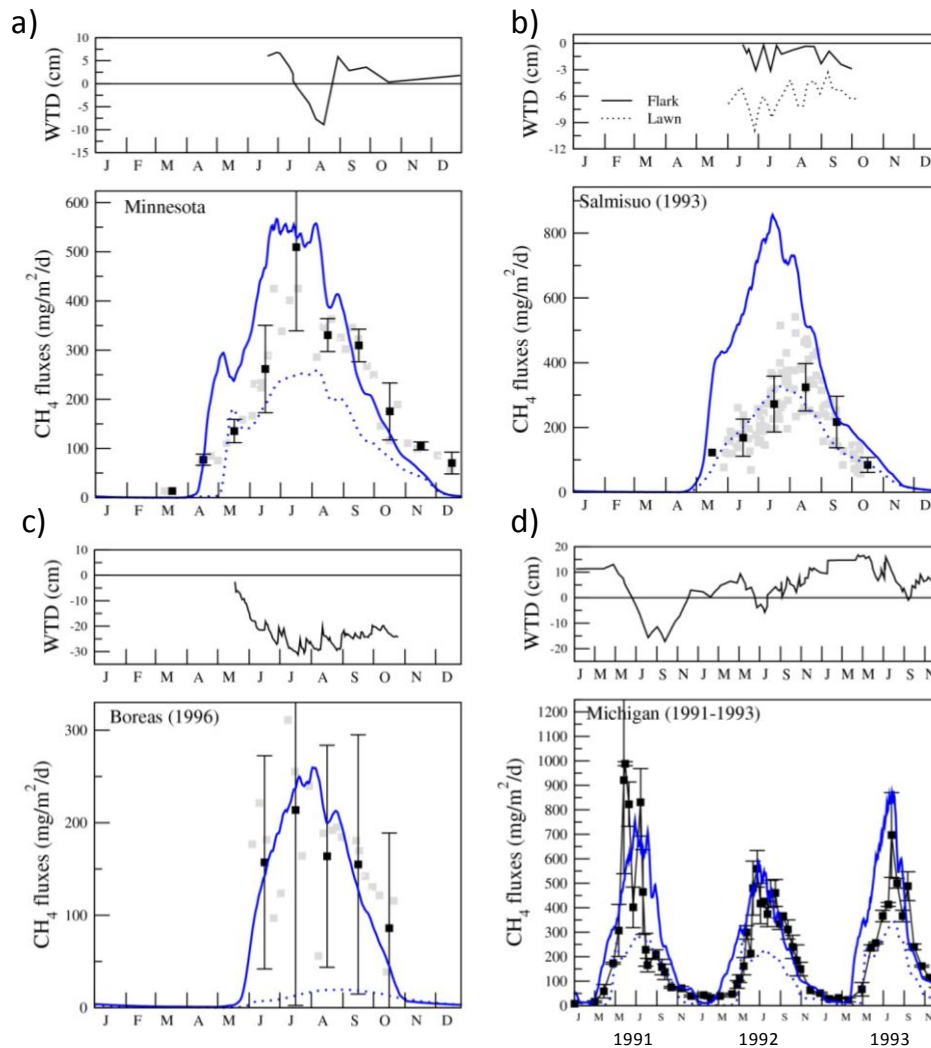 a)
WTD (cm)
10
5
0
-5
-10
-15
J F M A M J J A S O N D
Minnesota
CH4 fluxes (mg/m²/d)
600
500
400
300
200
100
0
J F M A M J J A S O N D
b)
WTD (cm)
0
-3
-6
-9
-12
Flark
Lawn
J F M A M J J A S O N D
Salmisuo (1993)
CH4 fluxes (mg/m²/d)
800
600
400
200
0
J F M A M J J A S O N D
c)
WTD (cm)
10
0
-10
-20
-30
J F M A M J J A S O N D
Boreas (1996)
CH4 fluxes (mg/m²/d)
300
200
100
0
J F M A M J J A S O N D
d)
WTD (cm)
20
10
0
-10
-20
J M M J S N J M M J S N J M M J S N
Michigan (1991-1993)
CH4 fluxes (mg/m²/d)
1200
1100
1000
900
800
700
600
500
400
300
200
100
0
J M M J S N J M M J S N J M M J S N
1991 1992 1993